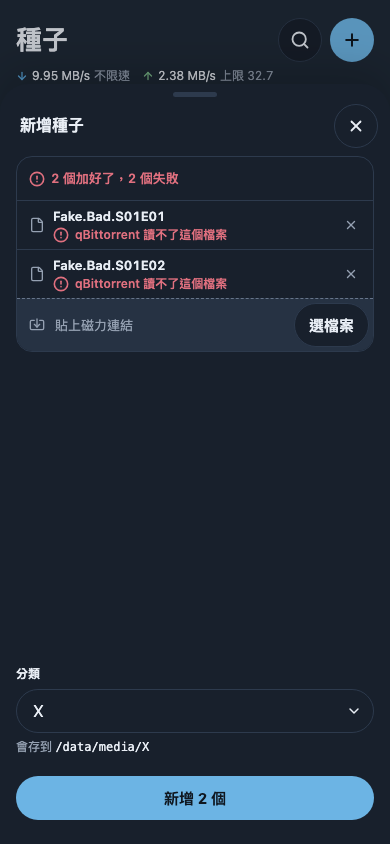 種子
9.95 MB/s 不限速 2.38 MB/s 上限 32.7
新增種子
2 個加好了，2 個失敗
Fake.Bad.S01E01
qBittorrent 讀不了這個檔案
Fake.Bad.S01E02
qBittorrent 讀不了這個檔案
貼上磁力連結 選檔案
分類
X
會存到 /data/media/X
新增 2 個